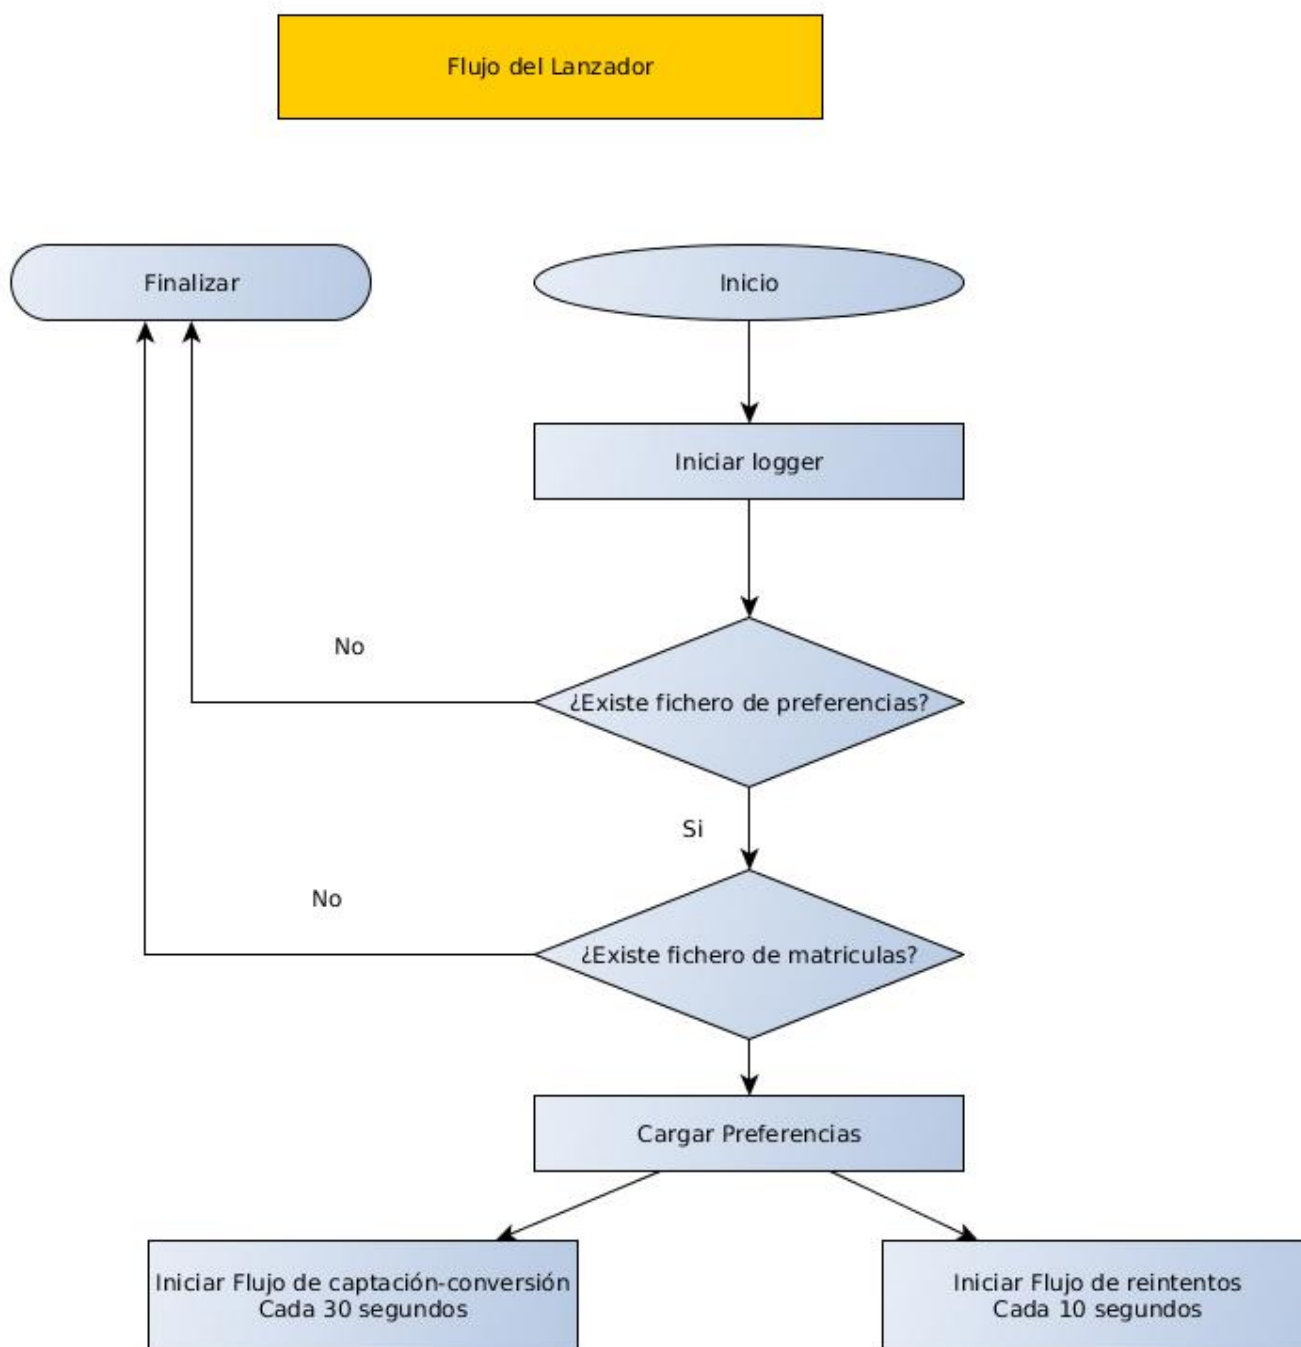 Flujo del Lanzador
Finalizar
Inicio
Iniciar logger
No
¿Existe fichero de preferencias?
Si
No
¿Existe fichero de matriculas?
Cargar Preferencias
Iniciar Flujo de captación-conversión
Cada 30 segundos
Iniciar Flujo de reintentos
Cada 10 segundos